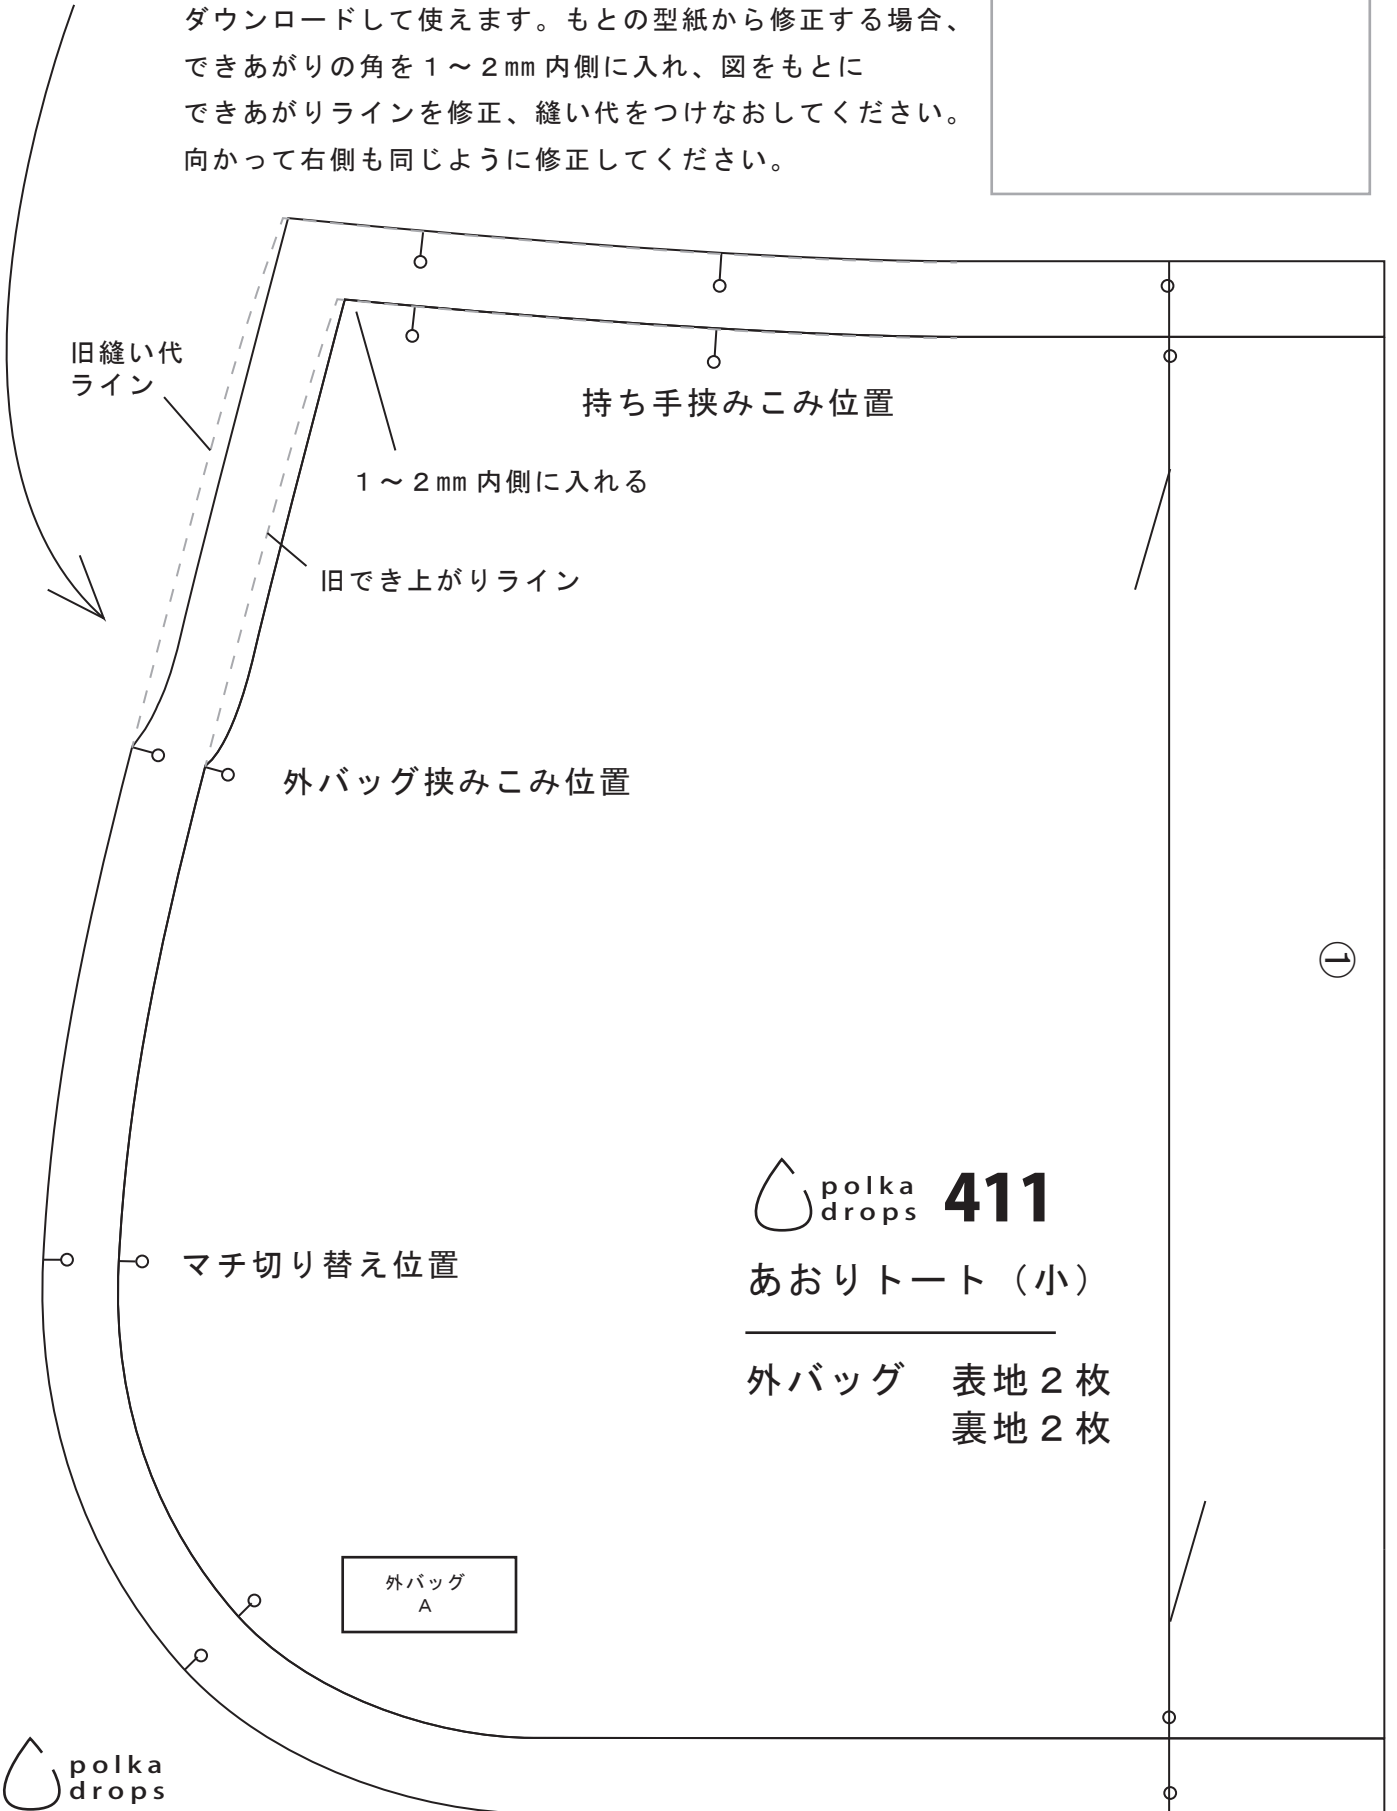 ダウンロードして使えます。もとの型紙から修正する場合、
できあがりの角を１～２㎜内側に入れ、図をもとに
できあがりラインを修正、縫い代をつけなおしてください。
向かって右側も同じように修正してください。
旧縫い代
ライン
持ち手挟みこみ位置
１～２㎜内側に入れる
旧でき上がりライン
外バッグ挟みこみ位置
①
polka
drops
411
あおりトート（小）
マチ切り替え位置
外バッグ　表地２枚
裏地２枚
外バッグ
A
polka
drops